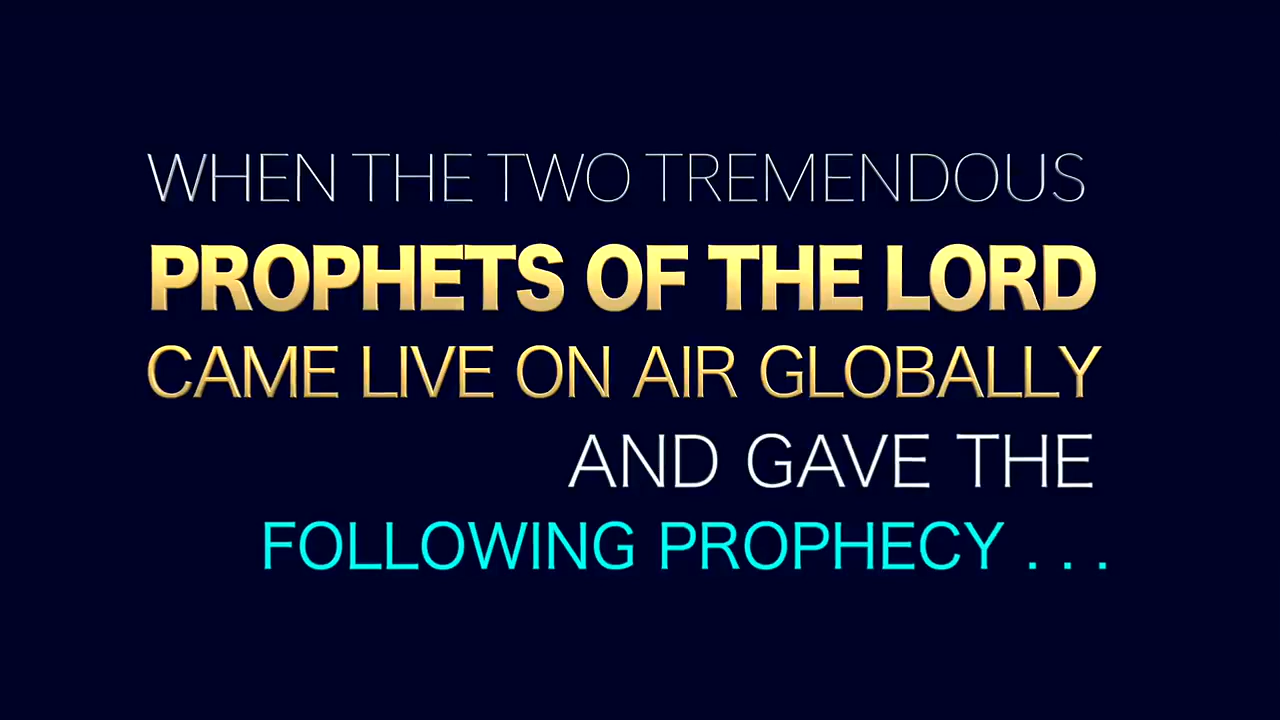 WHEN THE TWO TREMENDOUS
PROPHETS OF THE LORD
CAME LIVE ON AIR GLOBALLY
AND GAVE THE
FOLLOWING PROPHECY . . .